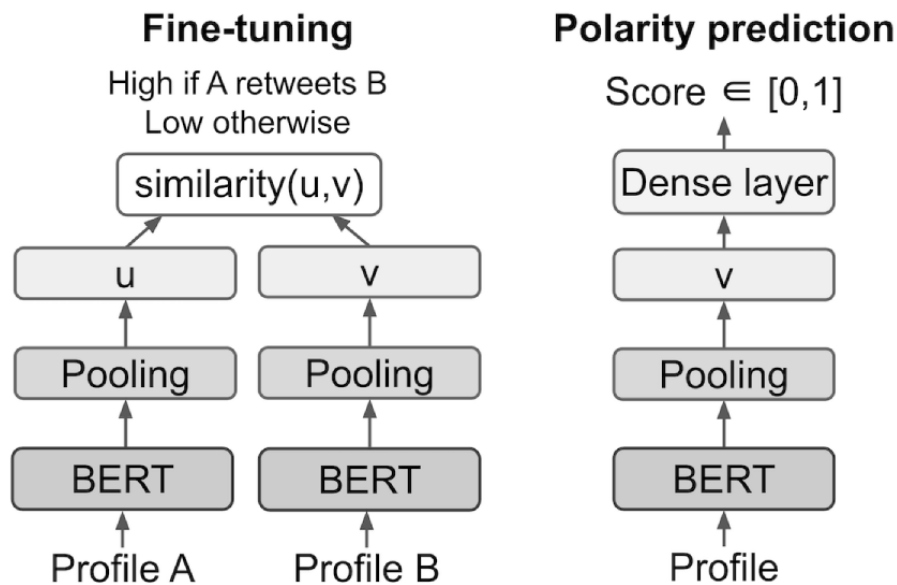 Fine-tuning
High if A retweets B
Low otherwise
similarity(u,v)
u
v
Pooling
Pooling
BERT
BERT
Profile A
Profile B
Polarity prediction
Score ∈ [0,1]
Dense layer
v
Pooling
BERT
Profile